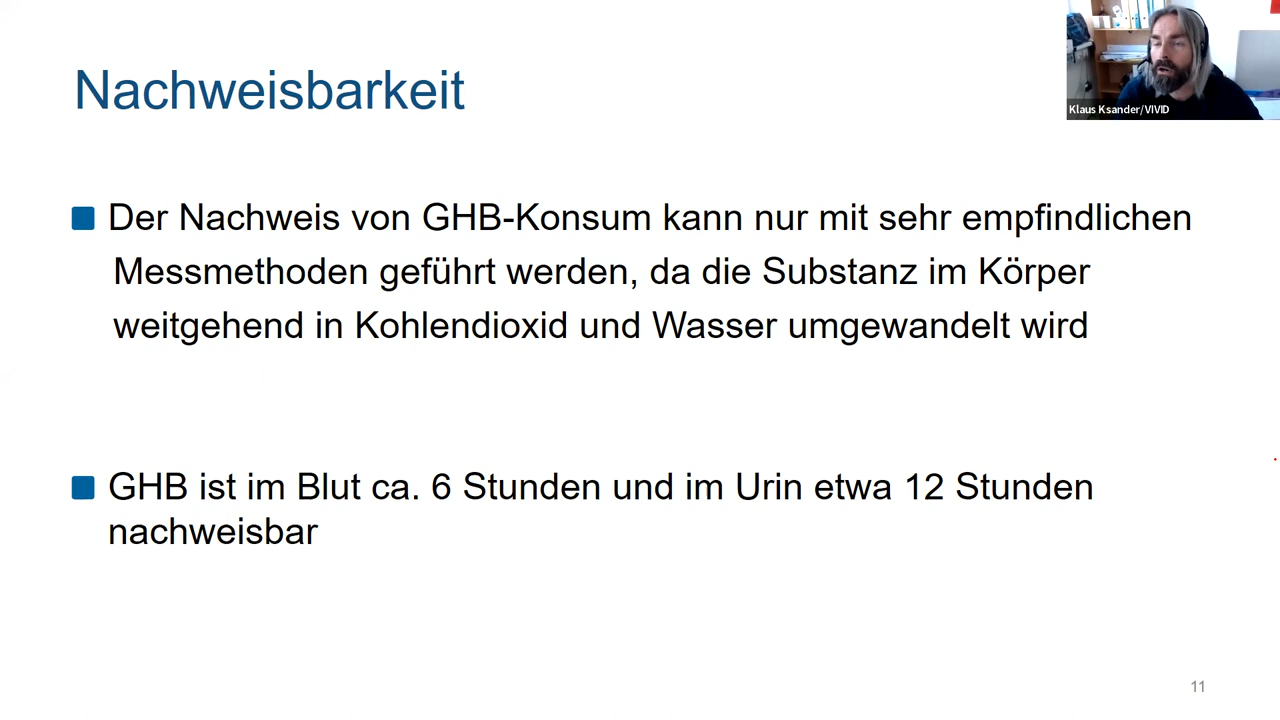 Nachweisbarkeit
Klaus Ksander/VIVID
Der Nachweis von GHB-Konsum kann nur mit sehr empfindlichen
Messmethoden geführt werden, da die Substanz im Körper
weitgehend in Kohlendioxid und Wasser umgewandelt wird
GHB ist im Blut ca. 6 Stunden und im Urin etwa 12 Stunden
nachweisbar
11